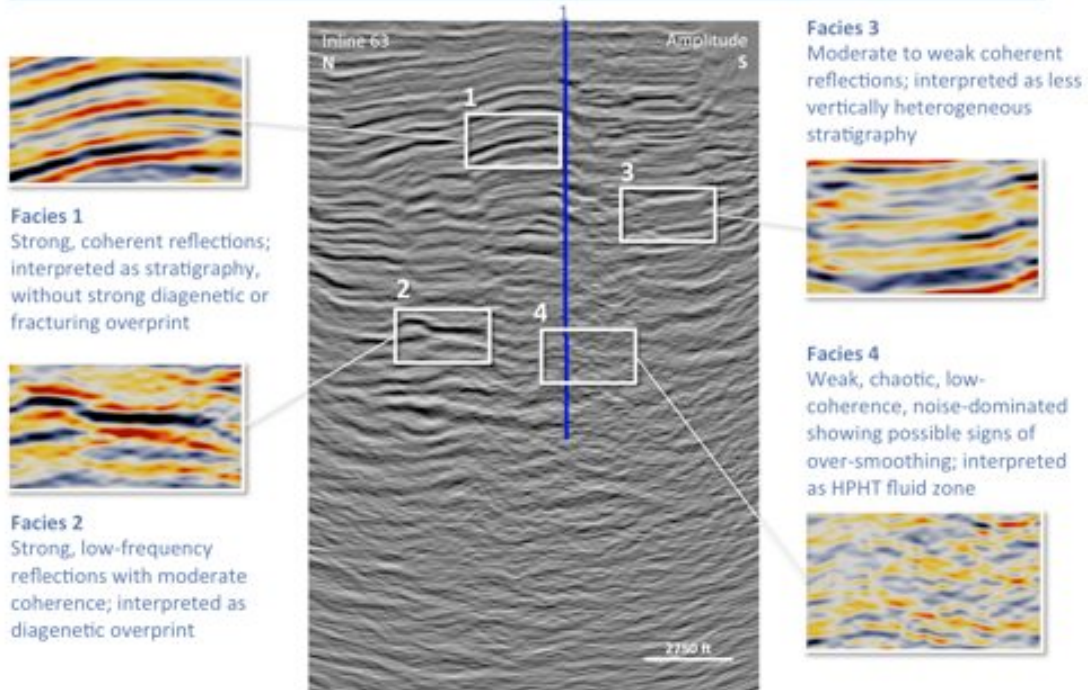 1
Inline 63
N
Amplitude
S
1
2
3
4
2750 ft
Facies 1
Strong, coherent reflections;
interpreted as stratigraphy,
without strong diagenetic or
fracturing overprint
Facies 2
Strong, low-frequency
reflections with moderate
coherence; interpreted as
diagenetic overprint
Facies 3
Moderate to weak coherent
reflections; interpreted as less
vertically heterogeneous
stratigraphy
Facies 4
Weak, chaotic, low-
coherence, noise-dominated
showing possible signs of
over-smoothing; interpreted
as HPHT fluid zone